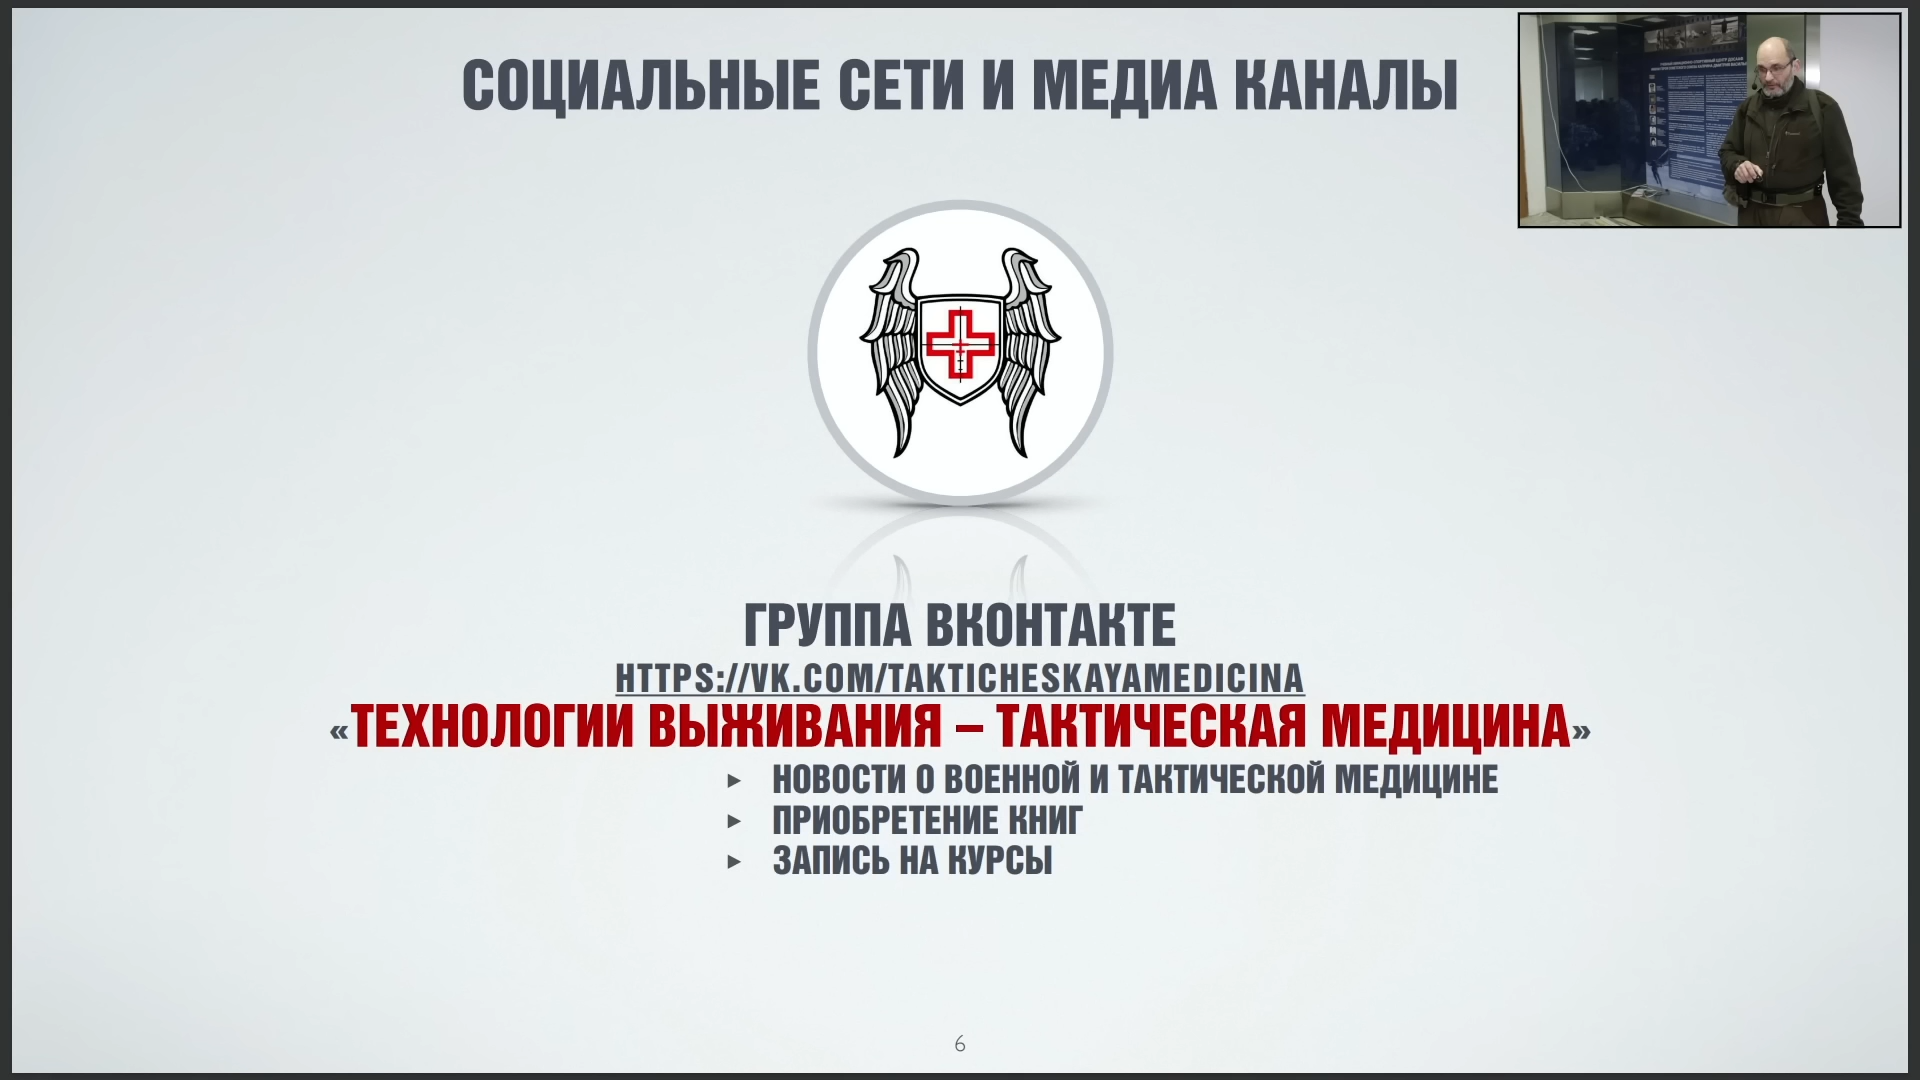 СОЦИАЛЬНЫЕ СЕТИ И МЕДИА КАНАЛЫ
ГРУППА ВКОНТАКТЕ
HTTPS://VK.COM/TAKTICHESKAYAMEDICINA
«ТЕХНОЛОГИИ ВЫЖИВАНИЯ – ТАКТИЧЕСКАЯ МЕДИЦИНА»
▸ НОВОСТИ О ВОЕННОЙ И ТАКТИЧЕСКОЙ МЕДИЦИНЕ
▸ ПРИОБРЕТЕНИЕ КНИГ
▸ ЗАПИСЬ НА КУРСЫ
6